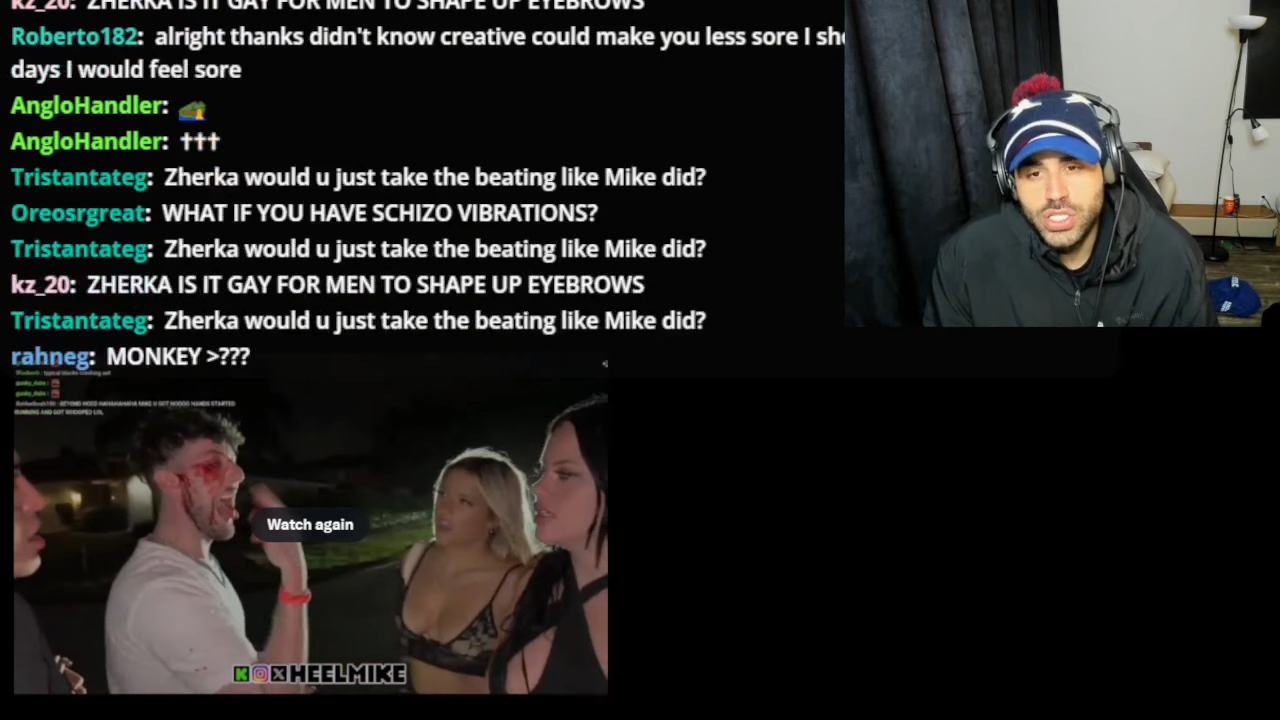 kz_20: ZHERKA IS IT GAY FOR MEN TO SHAPE UP EYEBROWS
Roberto182: alright thanks didn't know creative could make you less sore I sho
days I would feel sore
AngloHandler:
AngloHandler: †††
Tristantateg: Zherka would u just take the beating like Mike did?
Oreosrgreat: WHAT IF YOU HAVE SCHIZO VIBRATIONS?
Tristantateg: Zherka would u just take the beating like Mike did?
kz_20: ZHERKA IS IT GAY FOR MEN TO SHAPE UP EYEBROWS
Tristantateg: Zherka would u just take the beating like Mike did?
rahneg: MONKEY >???
Watch again
HEELMIKE